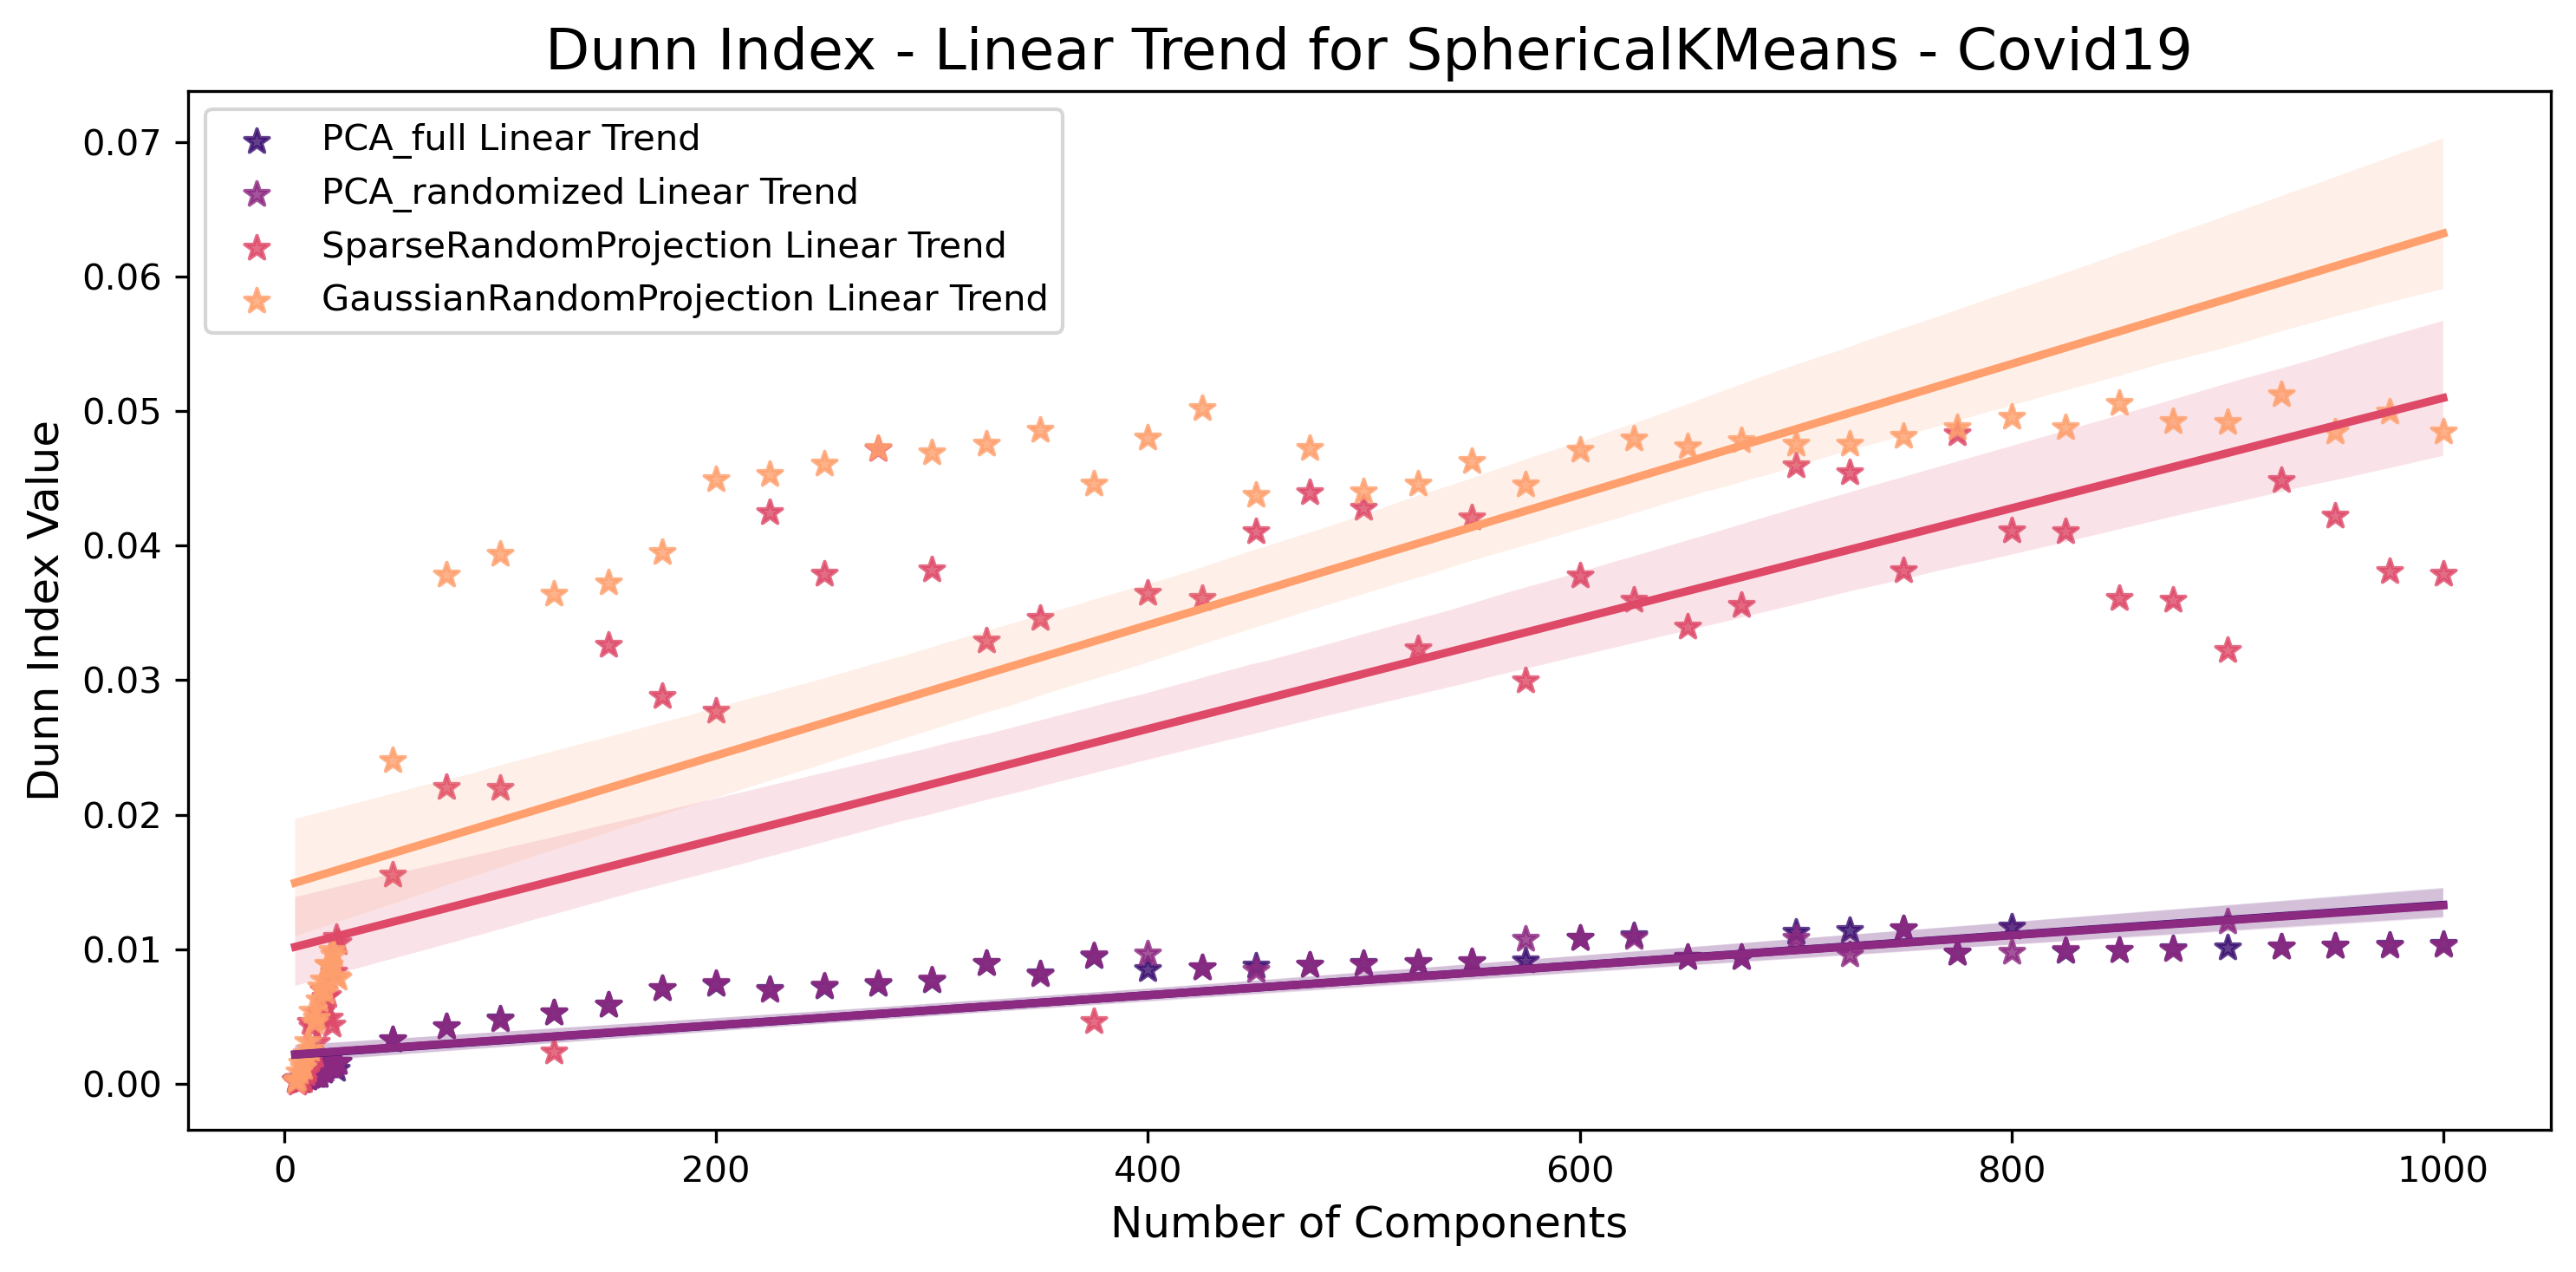 Dunn Index - Linear Trend for SphericalKMeans - Covid19
PCA_full Linear Trend
PCA_randomized Linear Trend
SparseRandomProjection Linear Trend
GaussianRandomProjection Linear Trend
Dunn Index Value
0.07
0.06
0.05
0.04
0.03
0.02
0.01
0.00
0 200 400 600 800 1000
Number of Components